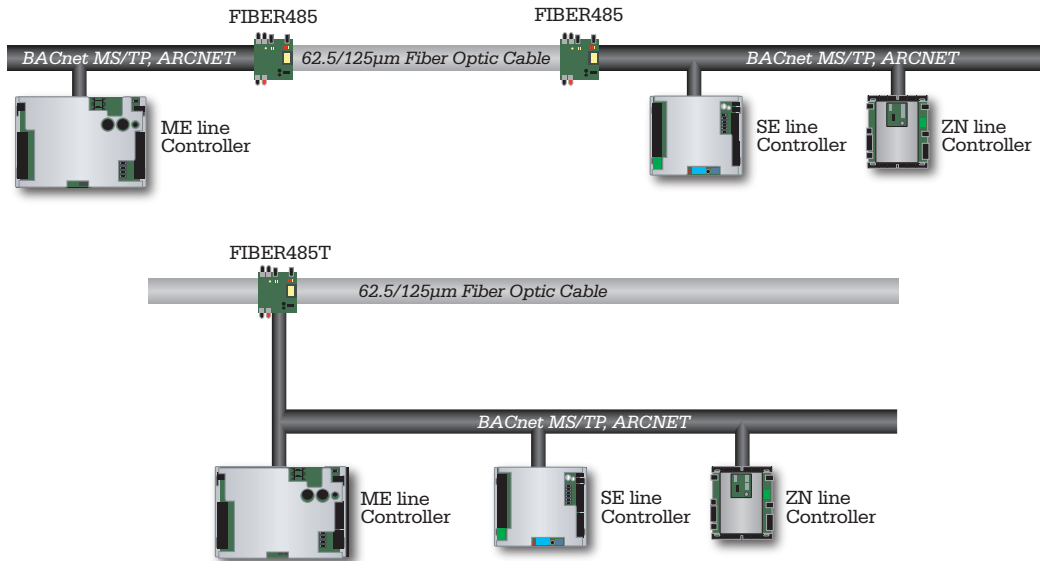 FIBER485
FIBER485
BACnet MS/TP, ARCNET
62.5/125µm Fiber Optic Cable
BACnet MS/TP, ARCNET
ME line
Controller
SE line
Controller
ZN line
Controller
FIBER485T
62.5/125µm Fiber Optic Cable
BACnet MS/TP, ARCNET
ME line
Controller
SE line
Controller
ZN line
Controller